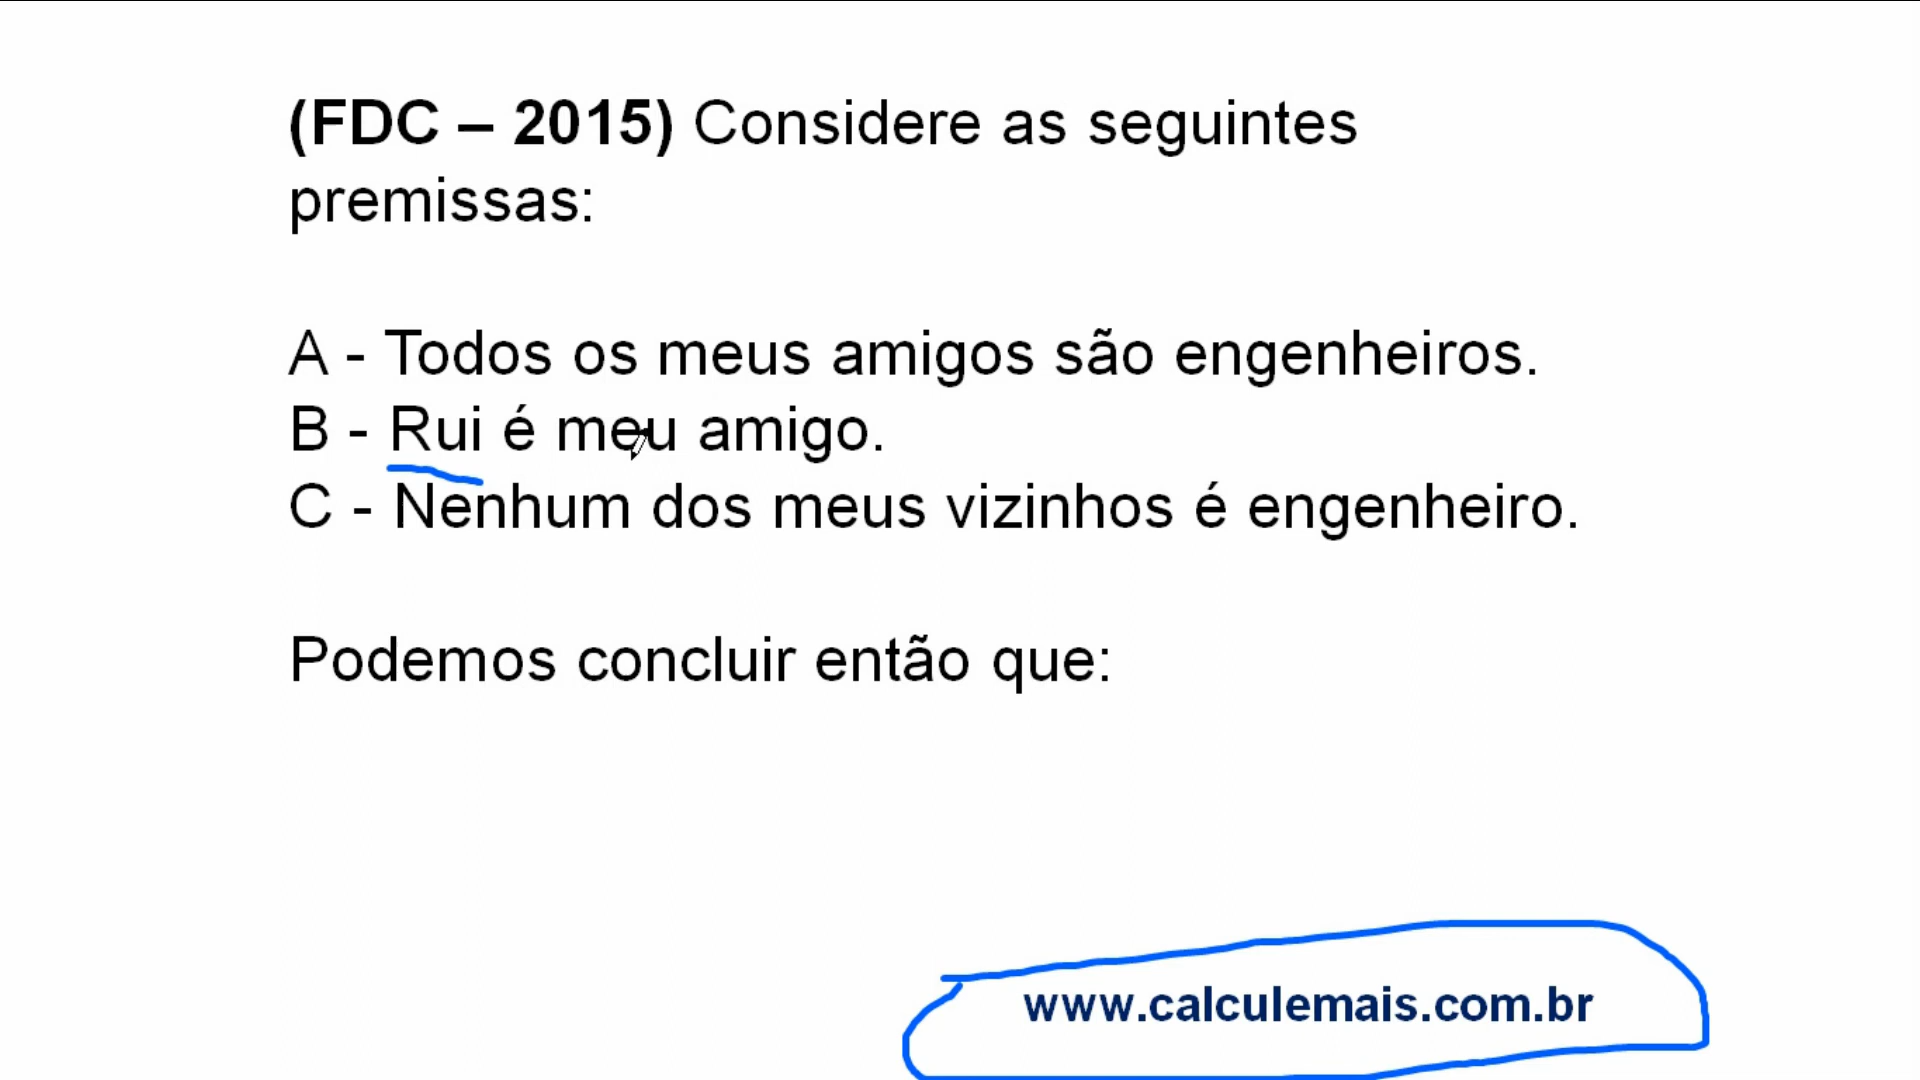 (FDC – 2015) Considere as seguintes
premissas:
A - Todos os meus amigos são engenheiros.
B - Rui é meu amigo.
C - Nenhum dos meus vizinhos é engenheiro.
Podemos concluir então que:
www.calculemais.com.br